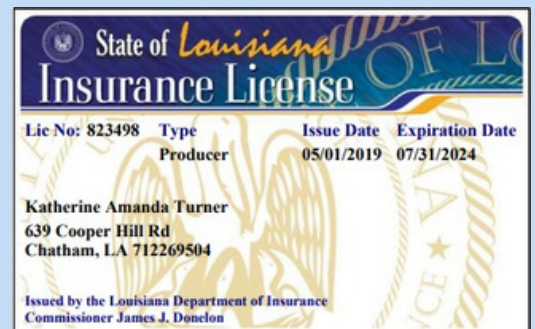 State of Louisiana
Insurance License
Lic No: 823498 Type Issue Date Expiration Date
Producer 05/01/2019 07/31/2024
Katherine Amanda Turner
639 Cooper Hill Rd
Chatham, LA 712269504
Issued by the Louisiana Department of Insurance
Commissioner James J. Donelon